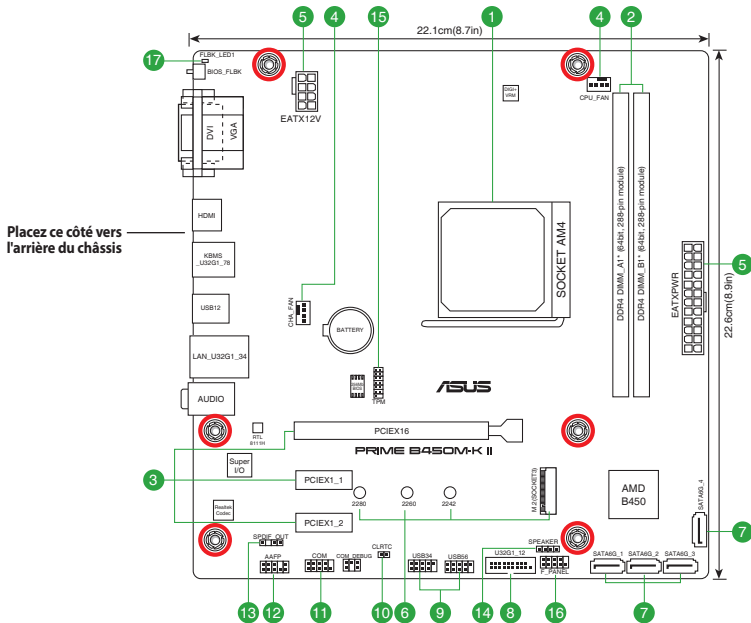 5
4
15
1
4
2
22.1cm(8.7in)
17
FLBK_LED1
BIOS_FLBK
EATX12V
DIGI+
VRM
CPU_FAN
DVI
VGA
HDMI
Placez ce côté vers
l'arrière du châssis
KBMS
_U32G1_78
USB12
LAN_U32G1_34
AUDIO
CHA_FAN
BATTERY
TPM
SOCKET AM4
DDR4 DIMM_A1* (64bit, 288-pin module)
DDR4 DIMM_B1* (64bit, 288-pin module)
EATXPWR
5
22.6cm(8.9in)
BIOS
ASUS
RTL
8111H
PCIEX16
PRIME B450M-K II
Super
I/O
3
PCIEX1_1
2280
2260
2242
M.2(SOCKET3)
AMD
B450
SATA6G_4
7
Realtek
Codec
PCIEX1_2
SPDIF_OUT
13
AAFP
COM
COM_DEBUG
CLRTC
USB34
USB56
SPEAKER
14
U32G1_12
F_PANEL
SATA6G_1
SATA6G_2
SATA6G_3
12
11
10
6
9
8
16
7